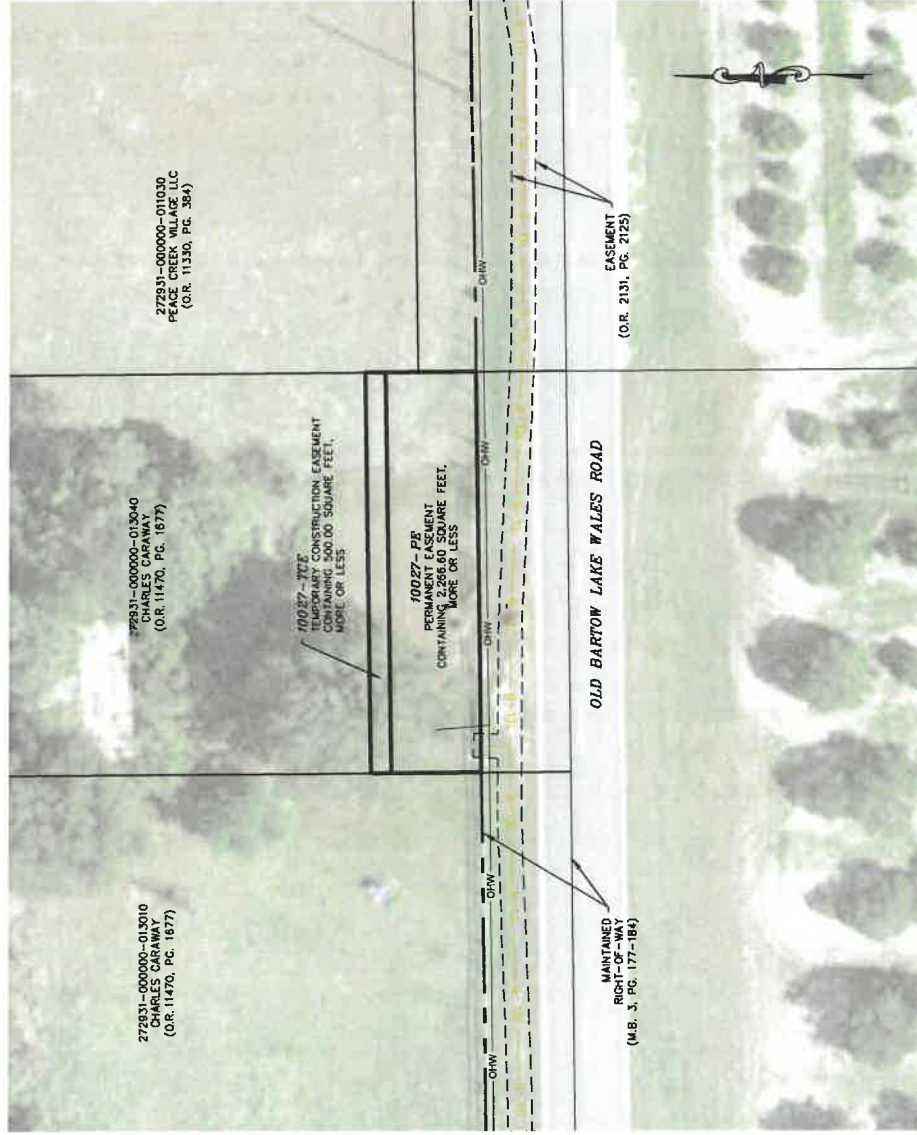 272931-000000-011030
PEACE CREEK VILLAGE LLC
(O.R. 11330, PG. 384)
272931-000000-013040
CHARLES CARAWAY
(O.R. 11470, PG. 1677)
272931-000000-013010
CHARLES CARAWAY
(O.R. 11470, PG. 1677)
10027-TCE
TEMPORARY CONSTRUCTION EASEMENT
CONTAINING 500.00 SQUARE FEET,
MORE OR LESS
10027-PE
PERMANENT EASEMENT
CONTAINING 2,266.60 SQUARE FEET,
MORE OR LESS
OHW
OHW
OHW
OHW
OHW
EASEMENT
(O.R. 2131, PG. 2125)
OLD BARTOW LAKE WALES ROAD
MAINTAINED
RIGHT-OF-WAY
(M.B. 3, PG. 177-184)